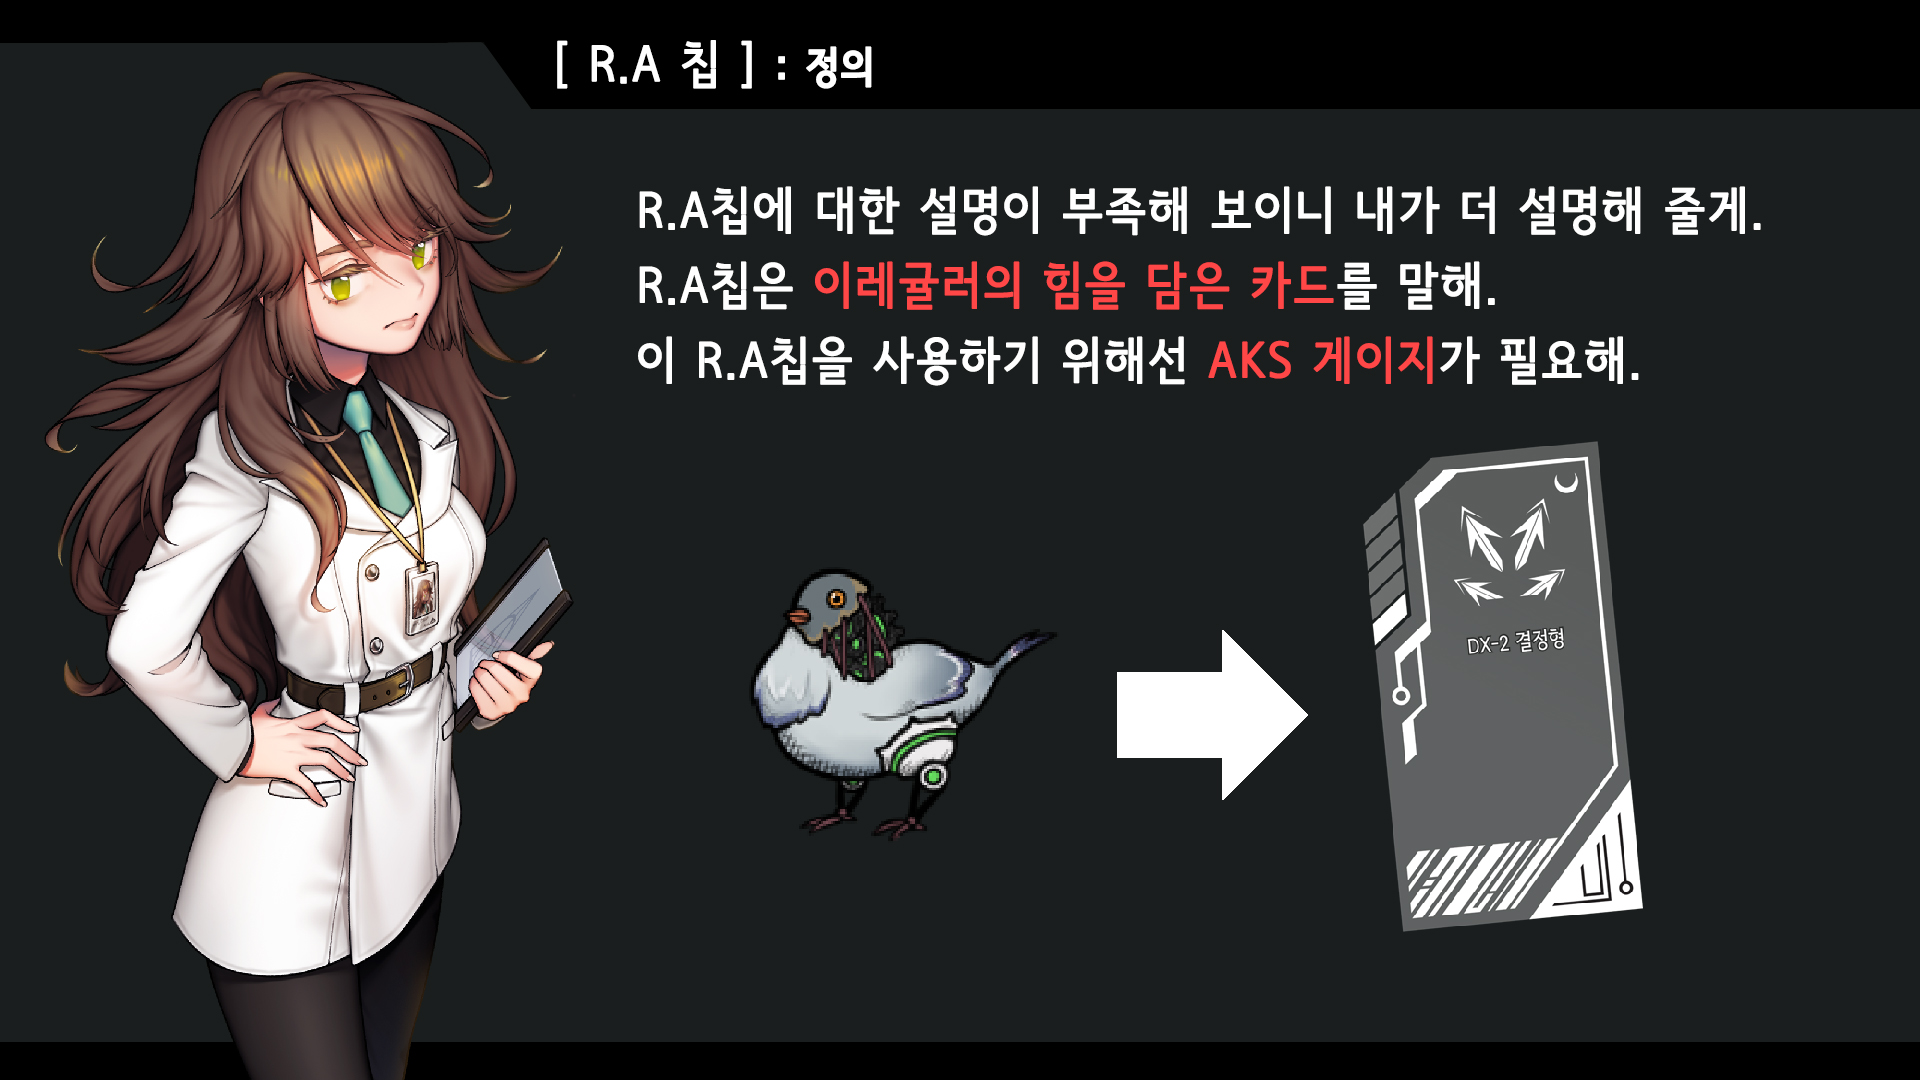 [ R.A 칩 ] : 정의
R.A칩에 대한 설명이 부족해 보이니 내가 더 설명해 줄게.
R.A칩은 이레귤러의 힘을 담은 카드를 말해.
이 R.A칩을 사용하기 위해선 AKS 게이지가 필요해.
DX-2 결정형